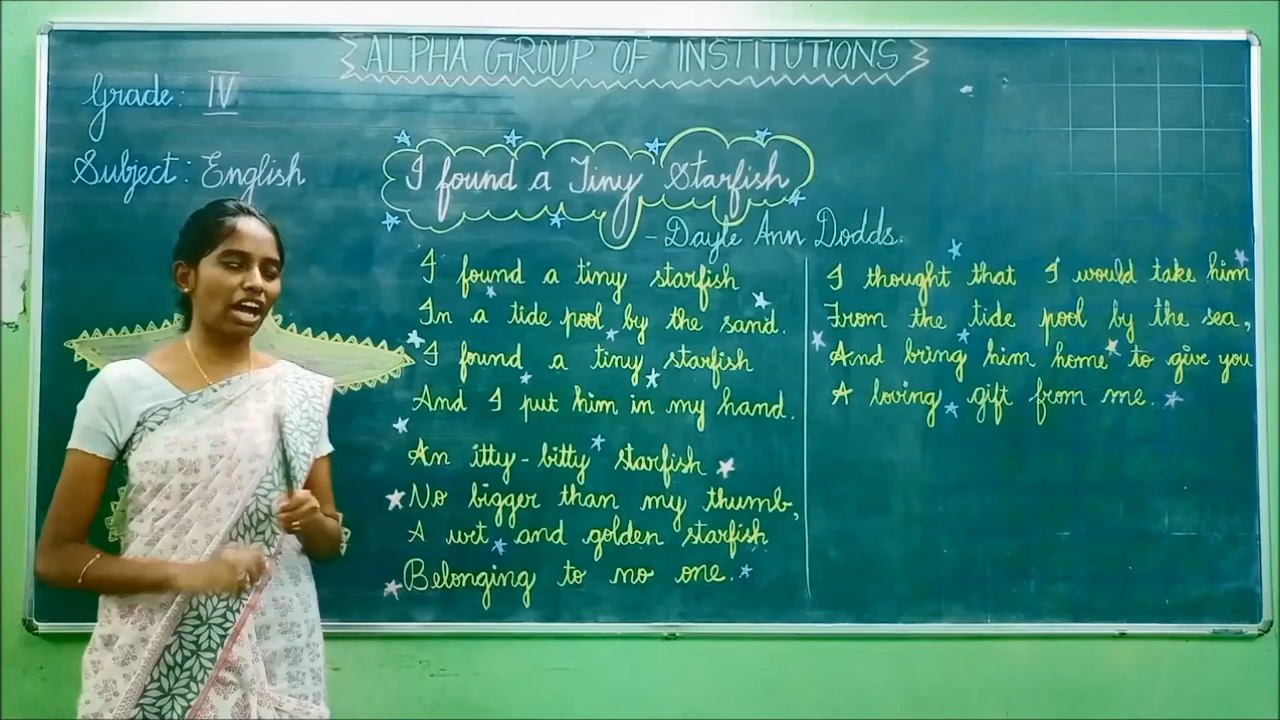 ALPHA GROUP OF INSTITUTIONS
Grade: IV
Subject: English
I found a Tiny Starfish
- Dayle Ann Dodds.
I found a tiny starfish
In a tide pool by the sand.
I found a tiny starfish
And I put him in my hand.
An itty-bitty starfish
No bigger than my thumb,
A wet and golden starfish
Belonging to no one.
I thought that I would take him
From the tide pool by the sea,
And bring him home to give you
A loving gift from me.